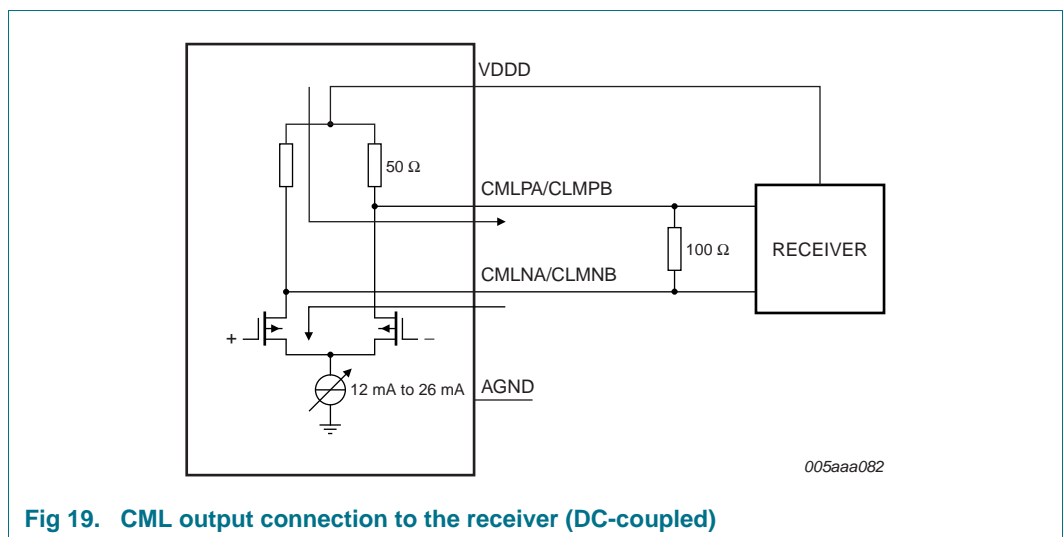 VDDD
50 Ω
CMLPA/CLMPB
100 Ω
RECEIVER
CMLNA/CLMNB
+
−
12 mA to 26 mA
AGND
005aaa082
Fig 19. CML output connection to the receiver (DC-coupled)